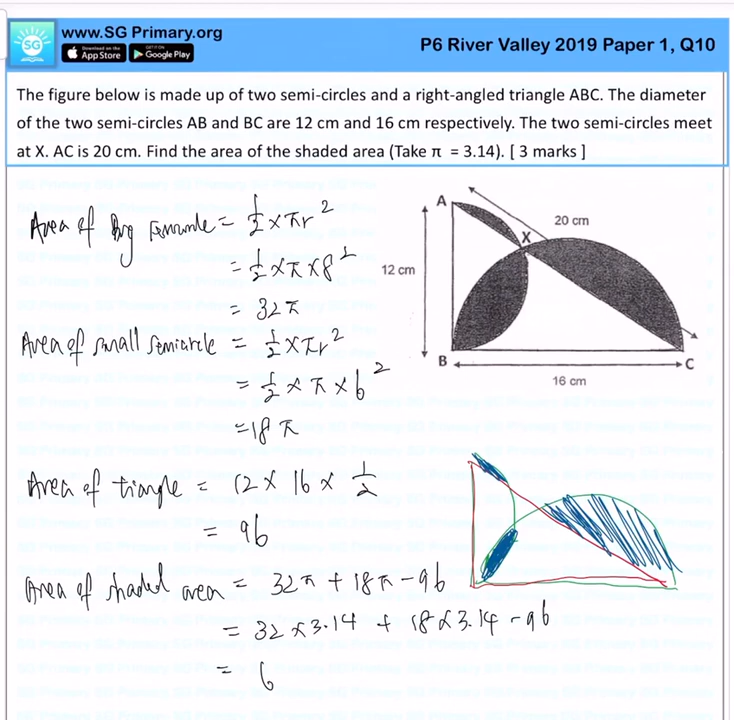 www.SG Primary.org
SG
Download on the App Store GET IT ON Google Play
P6 River Valley 2019 Paper 1, Q10
The figure below is made up of two semi-circles and a right-angled triangle ABC. The diameter
of the two semi-circles AB and BC are 12 cm and 16 cm respectively. The two semi-circles meet
at X. AC is 20 cm. Find the area of the shaded area (Take π = 3.14). [ 3 marks ]
Area of Big = 1/2 × πr²
= 1/2 × π × 8²
= 32π
Area of small semicircle = 1/2 × πr²
= 1/2 × π × 6²
= 18π
Area of triangle = 12 × 16 × 1/2
= 96
Area of shaded area = 32π + 18π - 96
= 32 × 3.14 + 18 × 3.14 - 96
= 6
A
X
20 cm
12 cm
B
C
16 cm